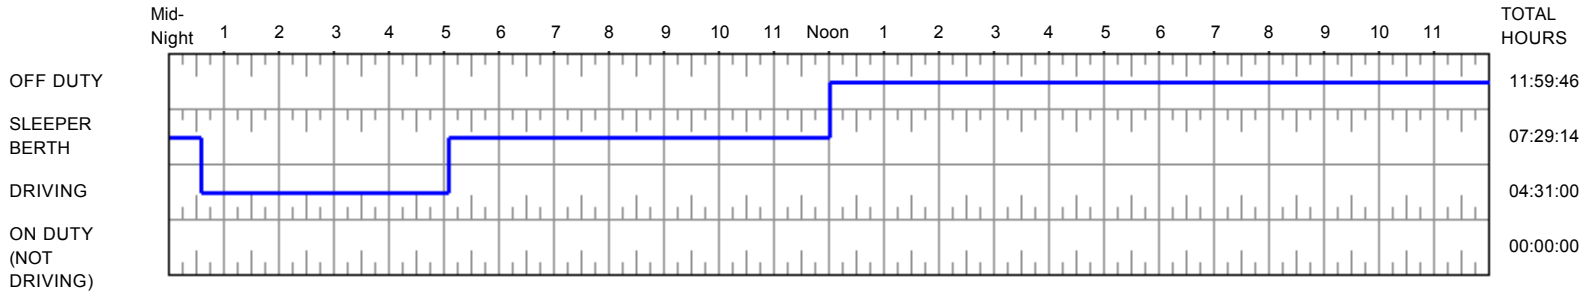 Mid-
Night 1 2 3 4 5 6 7 8 9 10 11 Noon 1 2 3 4 5 6 7 8 9 10 11
TOTAL
HOURS
OFF DUTY 11:59:46
SLEEPER
BERTH 07:29:14
DRIVING 04:31:00
ON DUTY
(NOT
DRIVING) 00:00:00